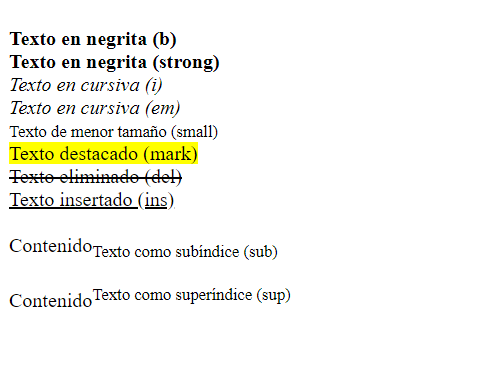 Texto en negrita (b)
Texto en negrita (strong)
Texto en cursiva (i)
Texto en cursiva (em)
Texto de menor tamaño (small)
Texto destacado (mark)
Texto eliminado (del)
Texto insertado (ins)
ContenidoTexto como subíndice (sub)
ContenidoTexto como superíndice (sup)